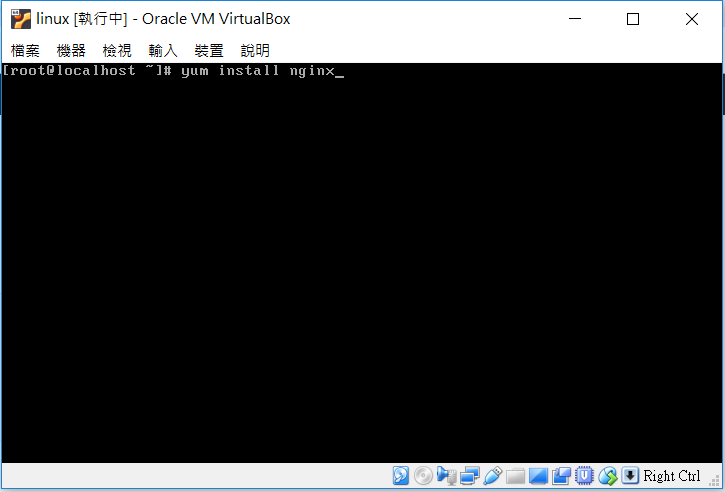 linux [執行中] - Oracle VM VirtualBox
檔案 機器 檢視 輸入 裝置 說明
[root@localhost ~]# yum install nginx_
Right Ctrl